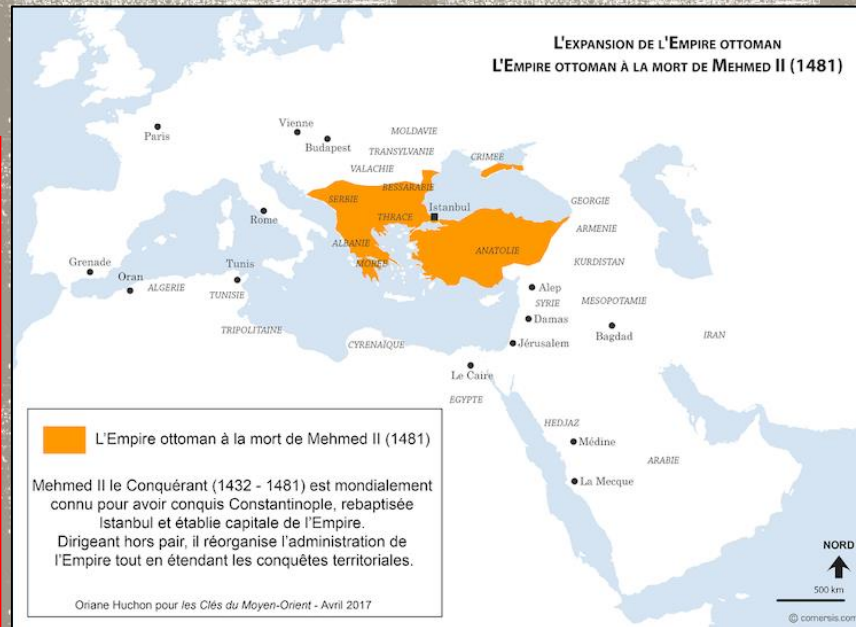 L'EXPANSION DE L'EMPIRE OTTOMAN
L'EMPIRE OTTOMAN À LA MORT DE MEHMED II (1481)
Paris
Vienne
Budapest
MOLDAVIE
TRANSYLVANIE
VALACHIE
CRIMÉE
BESSARABIE
SERBIE
Rome
THRACE
Istanbul
GEORGIE
ARMENIE
ALBANIE
ANATOLIE
MORÉE
KURDISTAN
Grenade
Oran
Tunis
ALGÉRIE
TUNISIE
Alep
SYRIE
MESOPOTAMIE
Damas
Bagdad
IRAN
TRIPOLITAINE
CYRENAÏQUE
Jérusalem
Le Caire
EGYPTE
HEDJAZ
Médine
ARABIE
La Mecque
L'Empire ottoman à la mort de Mehmed II (1481)
Mehmed II le Conquérant (1432 - 1481) est mondialement
connu pour avoir conquis Constantinople, rebaptisée
Istanbul et établie capitale de l'Empire.
Dirigeant hors pair, il réorganise l'administration de
l'Empire tout en étendant les conquêtes territoriales.
Oriane Huchon pour les Clés du Moyen-Orient - Avril 2017
NORD
500 km
© comersis.com